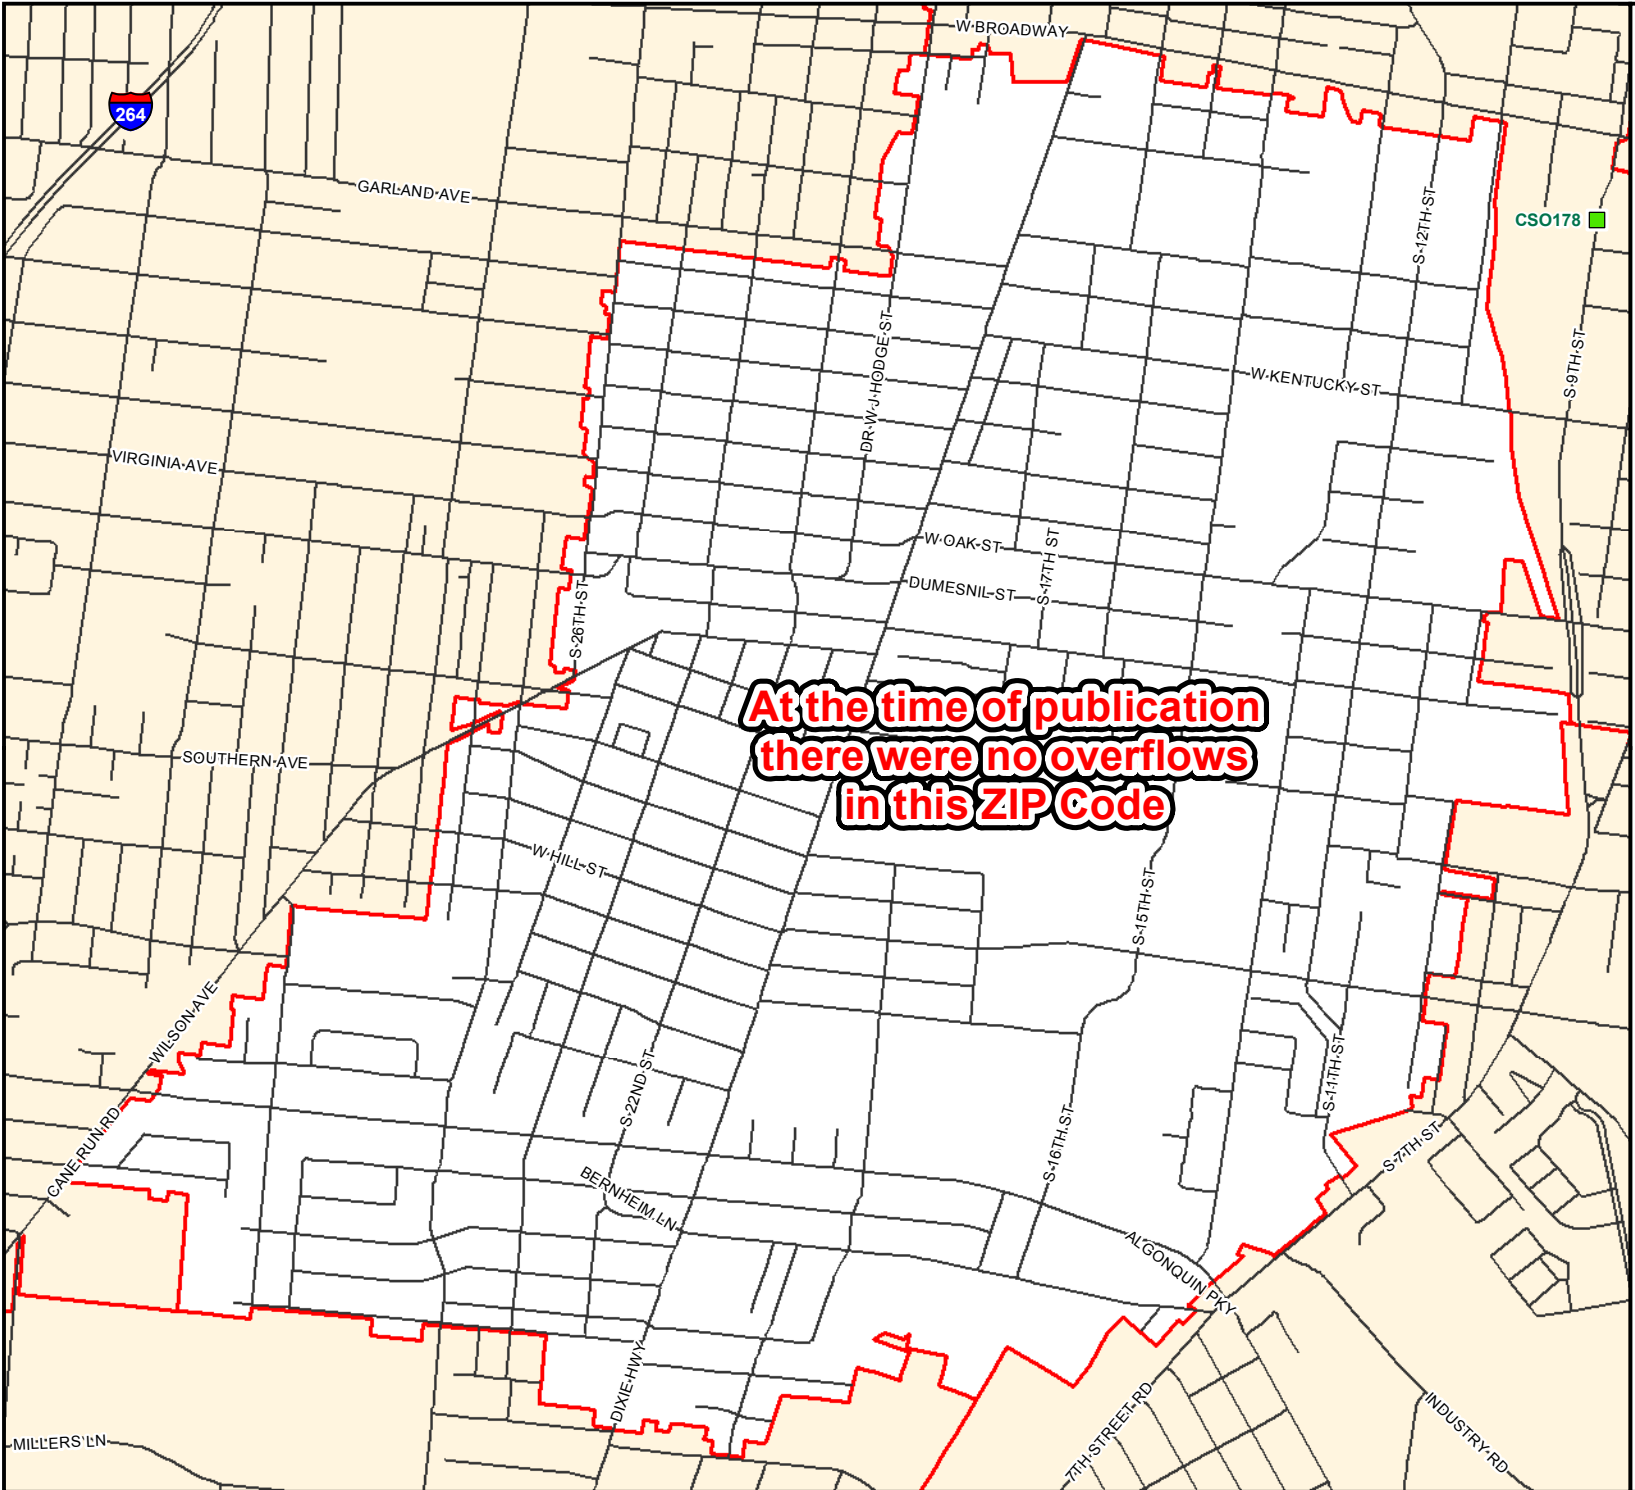 W BROADWAY
264
GARLAND AVE
S 12TH ST
CSO178
DR W J HODGE ST
S 9TH ST
W KENTUCKY ST
VIRGINIA AVE
W OAK ST
S 17TH ST
DUMESNIL ST
S 26TH ST
At the time of publication
there were no overflows
in this ZIP Code
SOUTHERN AVE
W HILL ST
S 15TH ST
WILSON AVE
S 22ND ST
S 11TH ST
CANE RUN RD
S 16TH ST
S 7TH ST
BERNHEIM LN
ALGONQUIN PKY
DIXIE HWY
7TH STREET RD
INDUSTRY RD
MILLERS LN